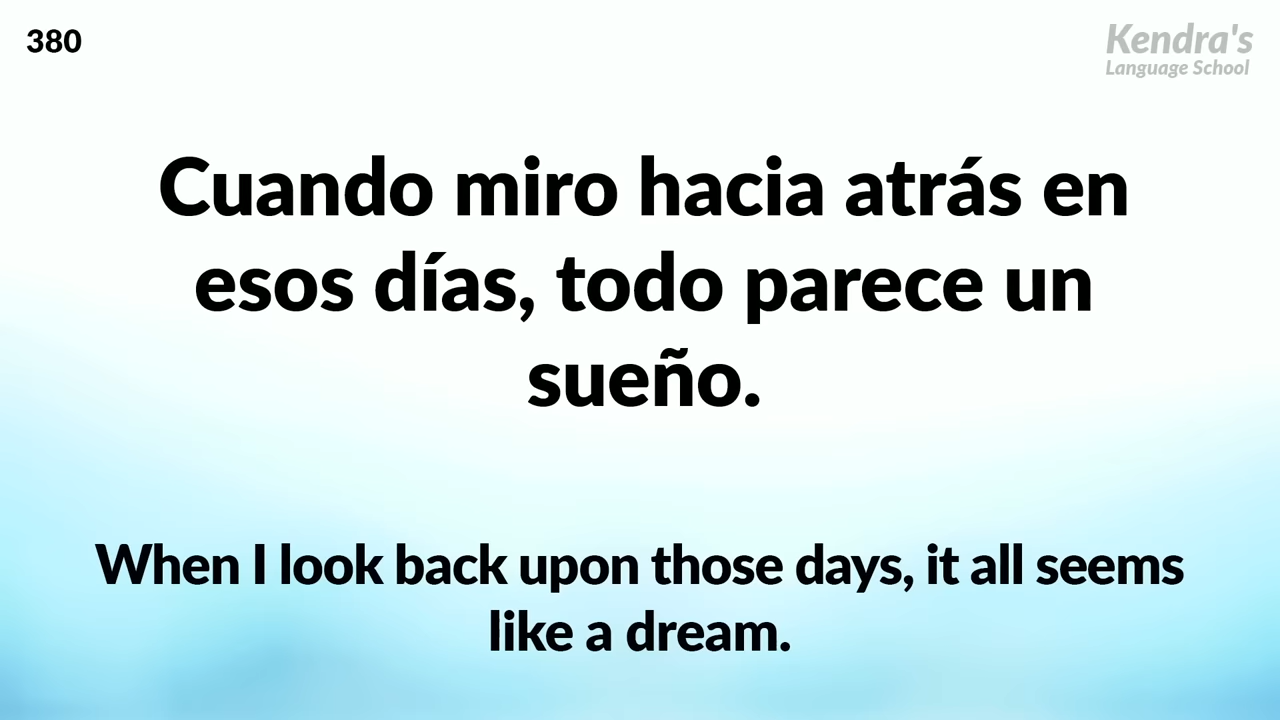 380
Kendra's
Language School
Cuando miro hacia atrás en
esos días, todo parece un
sueño.
When I look back upon those days, it all seems
like a dream.